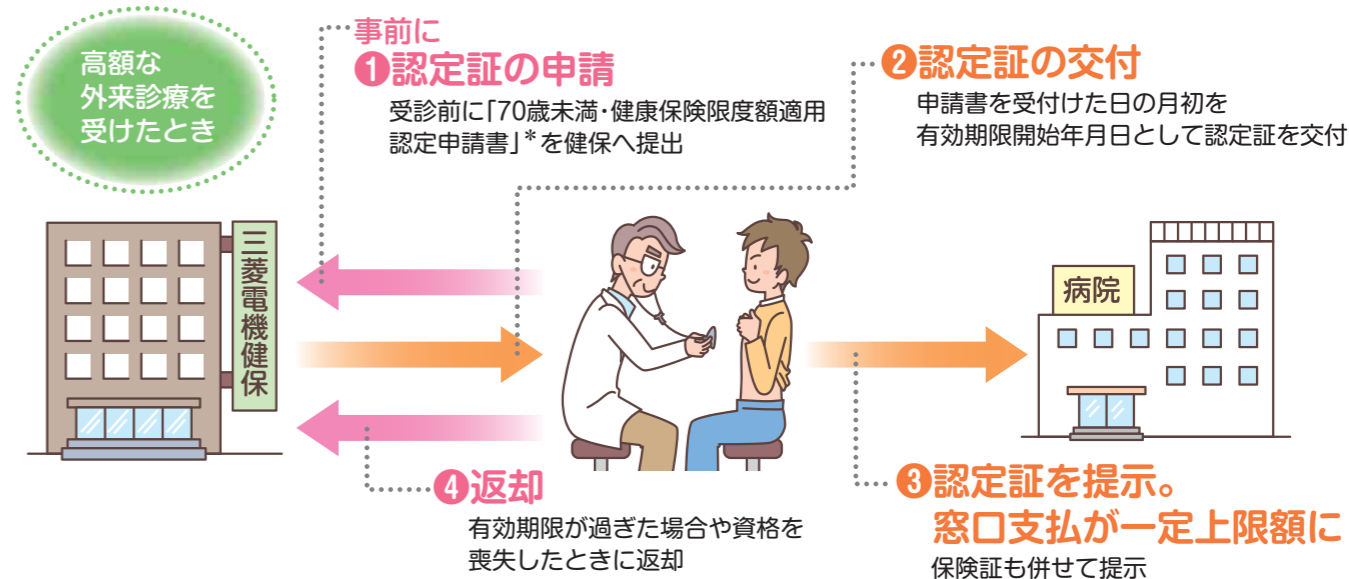 高額な
外来診療を
受けたとき
事前に
❶認定証の申請
受診前に「70歳未満・健康保険限度額適用
認定申請書」*を健保へ提出
❷認定証の交付
申請書を受付けた日の月初を
有効期限開始年月日として認定証を交付
三菱電機健保
病院
❹返却
有効期限が過ぎた場合や資格を
喪失したときに返却
❸認定証を提示。
窓口支払が一定上限額に
保険証も併せて提示